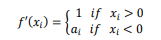 f'(xᵢ) = { 1 if xᵢ > 0
aᵢ if xᵢ < 0